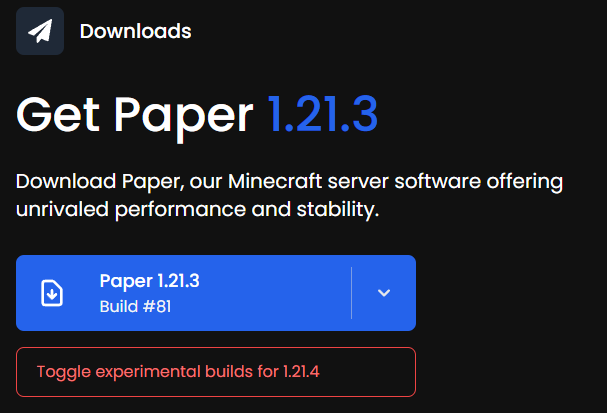 Downloads
Get Paper 1.21.3
Download Paper, our Minecraft server software offering
unrivaled performance and stability.
Paper 1.21.3
Build #81
Toggle experimental builds for 1.21.4